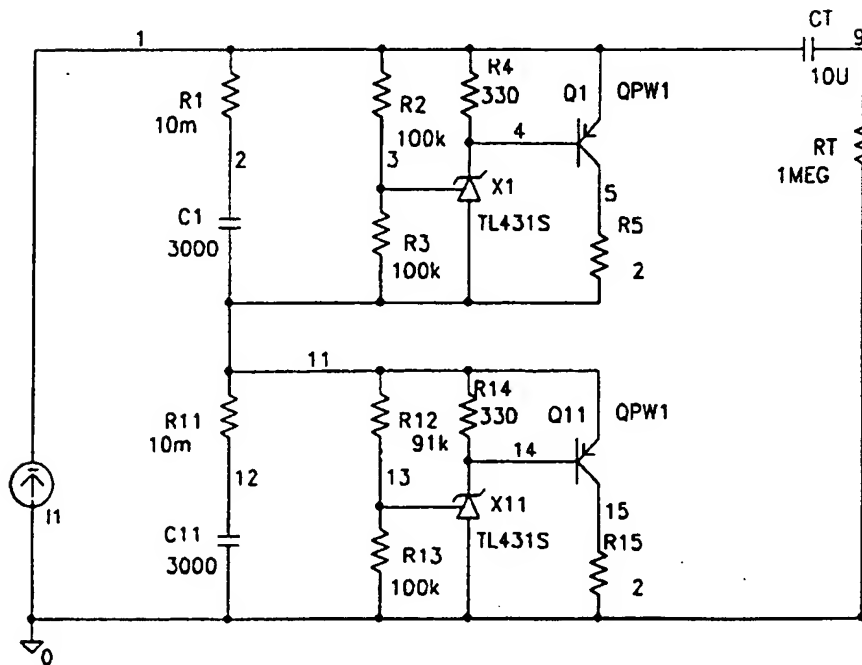 1
CT
9
10U
R1
10m
R2
100k
R4
330
Q1
QPW1
RT
1MEG
2
3
4
5
X1
TL431S
C1
3000
R3
100k
R5
2
11
R11
10m
R12
91k
R14
330
Q11
QPW1
12
13
14
15
X11
TL431S
I1
C11
3000
R13
100k
R15
2
0